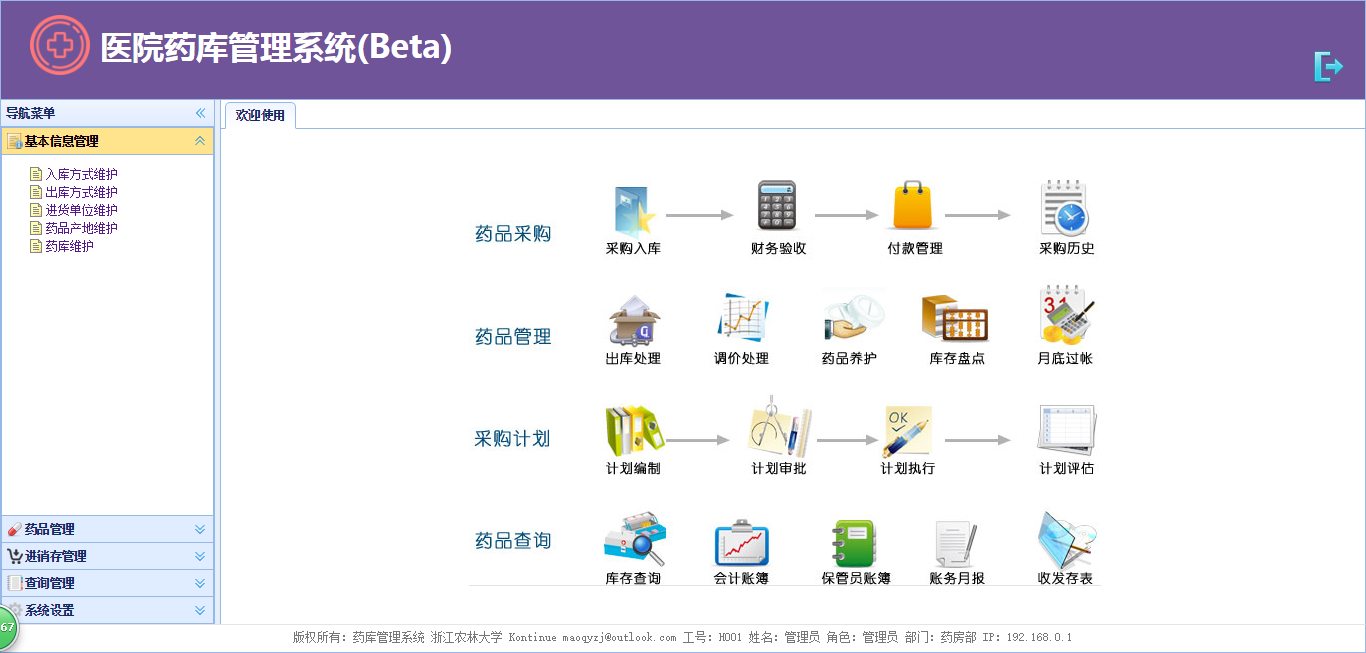 医院药库管理系统(Beta)
导航菜单
欢迎使用
基本信息管理
入库方式维护
出库方式维护
进货单位维护
药品产地维护
药库维护
药品管理
进销存管理
查询管理
系统设置
67
药品采购
采购入库 财务验收 付款管理 采购历史
药品管理
31
出库处理 调价处理 药品养护 库存盘点 月底过帐
采购计划
OK
计划编制 计划审批 计划执行 计划评估
药品查询
库存查询 会计账簿 保管员账簿 账务月报 收发存表
版权所有：药库管理系统 浙江农林大学 Kontinue maoqyzj@outlook.com 工号：H001 姓名：管理员 角色：管理员 部门：药房部 IP：192.168.0.1